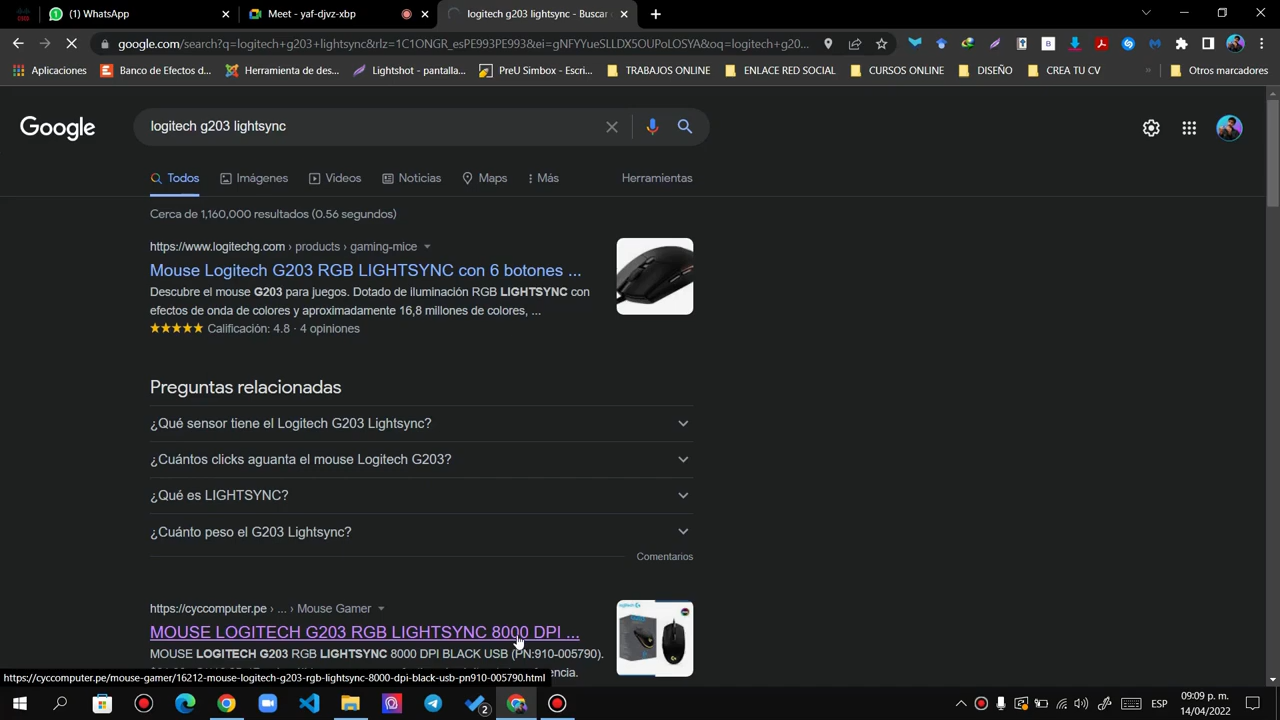 (1) WhatsApp
Meet - yaf-djvz-xbp
logitech g203 lightsync - Buscar
google.com/search?q=logitech+g203+lightsync&rlz=1C1ONGR_esPE993PE993&ei=gNFYYueSLLDX5OUPoLOSYA&oq=logitech+g20...
Aplicaciones
Banco de Efectos d...
Herramienta de des...
Lightshot - pantalla...
PreU Simbox - Escri...
TRABAJOS ONLINE
ENLACE RED SOCIAL
CURSOS ONLINE
DISEÑO
CREA TU CV
»
Otros marcadores
Google
logitech g203 lightsync
Todos
Imágenes
Videos
Noticias
Maps
Más
Herramientas
Cerca de 1,160,000 resultados (0.56 segundos)
https://www.logitechg.com › products › gaming-mice
Mouse Logitech G203 RGB LIGHTSYNC con 6 botones ...
Descubre el mouse G203 para juegos. Dotado de iluminación RGB LIGHTSYNC con
efectos de onda de colores y aproximadamente 16,8 millones de colores, ...
Calificación: 4.8 · 4 opiniones
Preguntas relacionadas
¿Qué sensor tiene el Logitech G203 Lightsync?
¿Cuántos clicks aguanta el mouse Logitech G203?
¿Qué es LIGHTSYNC?
¿Cuánto peso el G203 Lightsync?
Comentarios
https://cyccomputer.pe › ... › Mouse Gamer
MOUSE LOGITECH G203 RGB LIGHTSYNC 8000 DPI ...
MOUSE LOGITECH G203 RGB LIGHTSYNC 8000 DPI BLACK USB (PN:910-005790).
https://cyccomputer.pe/mouse-gamer/16212-mouse-logitech-g203-rgb-lightsync-8000-dpi-black-usb-pn910-005790.html
2
ESP
09:09 p. m.
14/04/2022